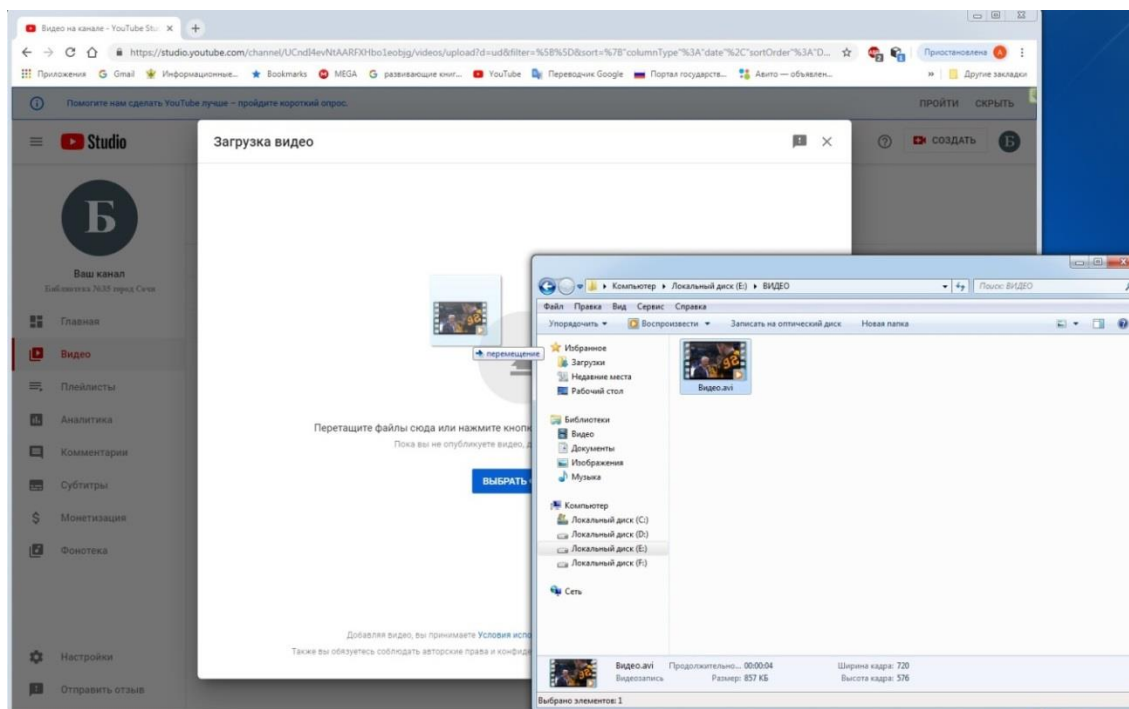 Видео на канале - YouTube Stu
https://studio.youtube.com/channel/UCndI4evNtAARFXHbo1eobjg/videos/upload?d=ud&filter=%5B%5D&sort=%7B"columnType"%3A"date"%2C"sortOrder"%3A"D...
Приостановлена
Приложения Gmail Информационные... Bookmarks MEGA развивающие книг... YouTube Переводчик Google Портал государств... Авито — объявлен... » Другие закладки
Помогите нам сделать YouTube лучше – пройдите короткий опрос. ПРОЙТИ СКРЫТЬ
Studio
Загрузка видео
СОЗДАТЬ
Б
Б
Ваш канал
Библиотека №35 город Сочи
Главная
Видео
Плейлисты
Аналитика
Комментарии
Субтитры
Монетизация
Фонотека
Настройки
Отправить отзыв
перемещение
Перетащите файлы сюда или нажмите кнопк
Пока вы не опубликуете видео, д
ВЫБРАТЬ
Добавляя видео, вы принимаете Условия испо
Также вы обязуетесь соблюдать авторские права и конфид
Компьютер Локальный диск (E:) ВИДЕО
Поиск: ВИДЕО
Файл Правка Вид Сервис Справка
Упорядочить Воспроизвести Записать на оптический диск Новая папка
Избранное
Загрузки
Недавние места
Рабочий стол
Библиотеки
Видео
Документы
Изображения
Музыка
Компьютер
Локальный диск (C:)
Локальный диск (D:)
Локальный диск (E:)
Локальный диск (F:)
Сеть
92
Видео.avi
Видео.avi Продолжительно... 00:00:04 Ширина кадра: 720
Видеозапись Размер: 857 КБ Высота кадра: 576
Выбрано элементов: 1